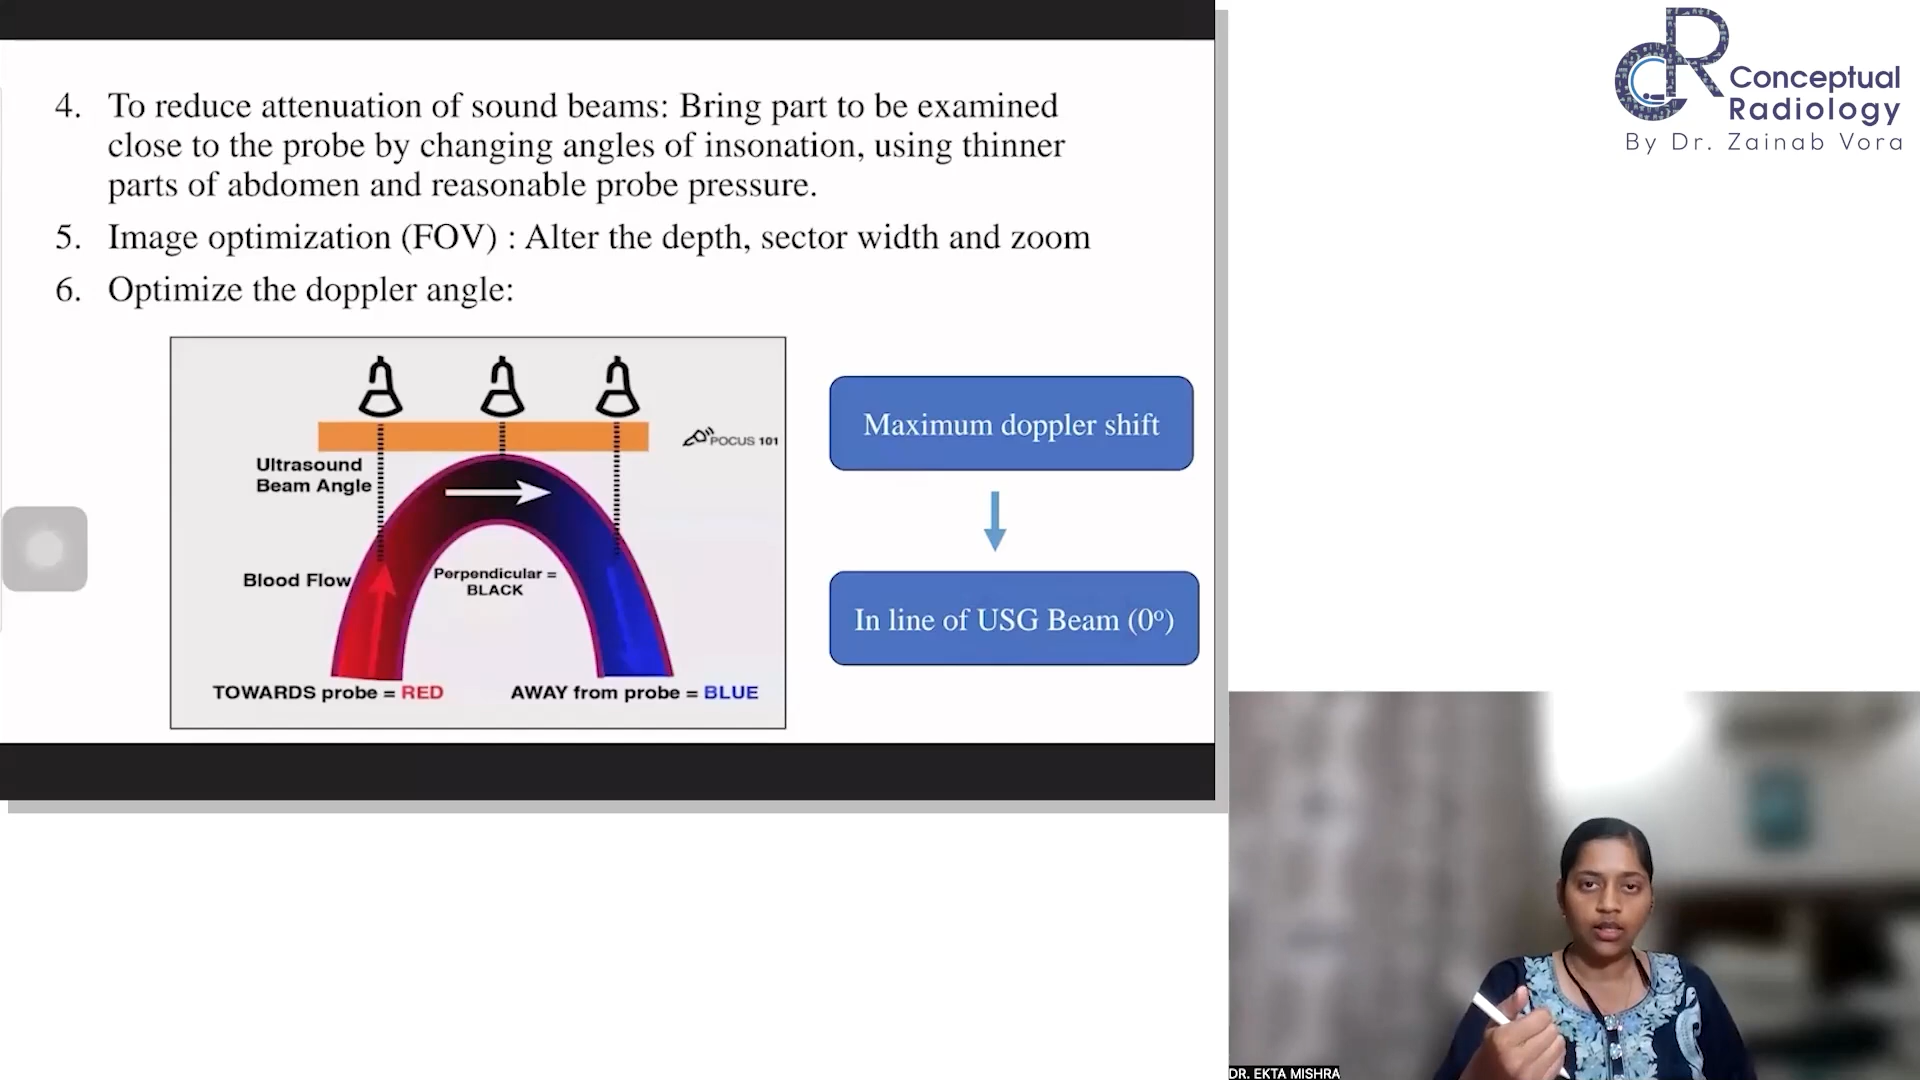 4. To reduce attenuation of sound beams: Bring part to be examined
close to the probe by changing angles of insonation, using thinner
parts of abdomen and reasonable probe pressure.
5. Image optimization (FOV) : Alter the depth, sector width and zoom
6. Optimize the doppler angle:
POCUS 101
Ultrasound
Beam Angle
Blood Flow
Perpendicular =
BLACK
TOWARDS probe = RED
AWAY from probe = BLUE
Maximum doppler shift
In line of USG Beam (0º)
CR
Conceptual
Radiology
By Dr. Zainab Vora
DR. EKTA MISHRA